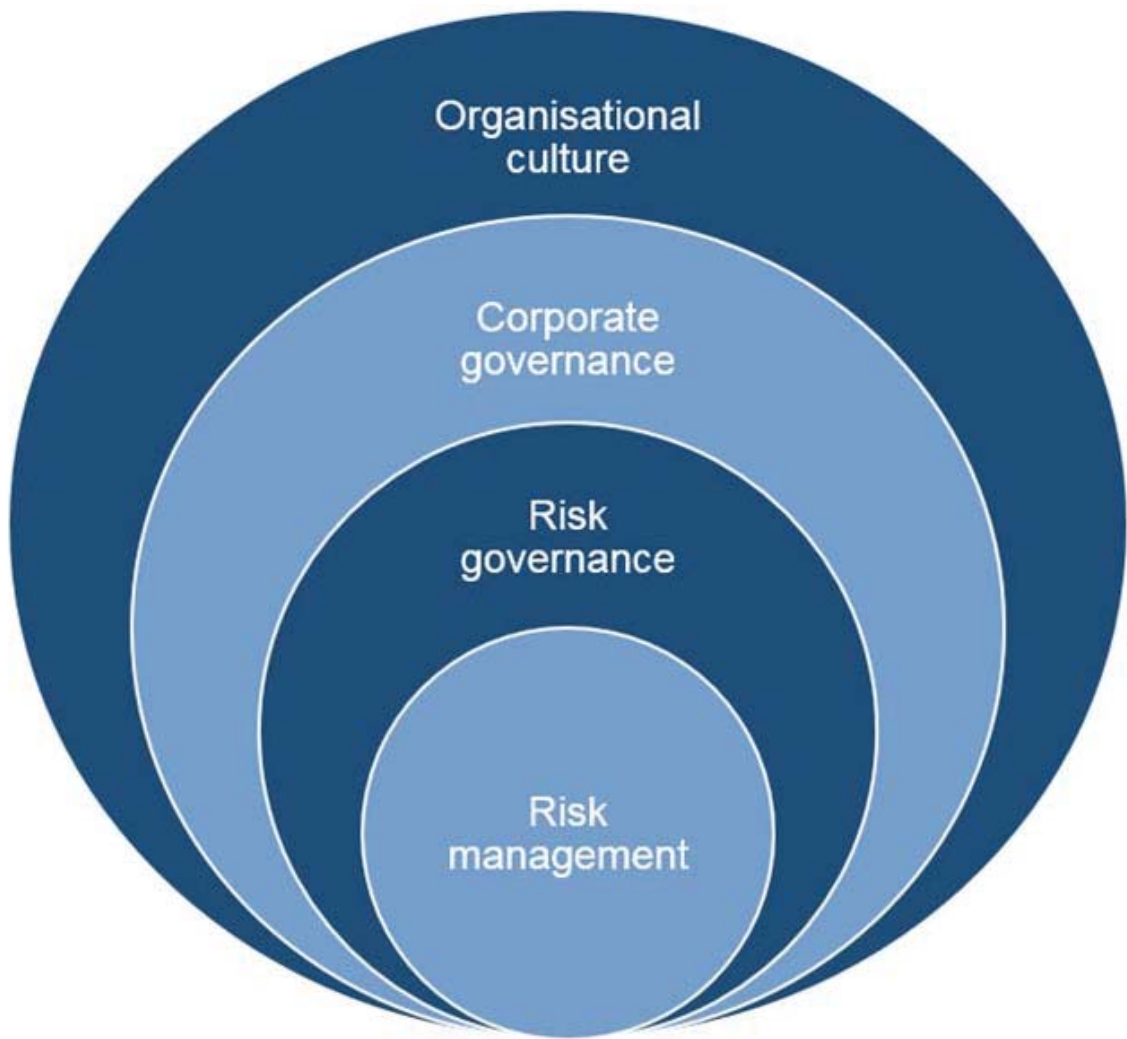 Organisational
culture
Corporate
governance
Risk
governance
Risk
management